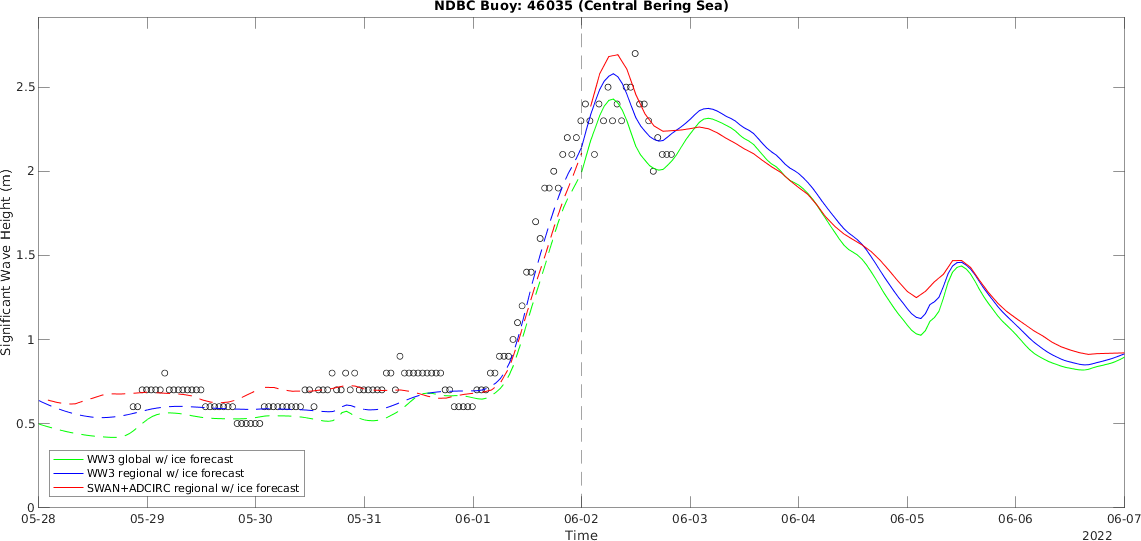 NDBC Buoy: 46035 (Central Bering Sea)
Significant Wave Height (m)
2.5
2
1.5
1
0.5
0
WW3 global w/ ice forecast
WW3 regional w/ ice forecast
SWAN+ADCIRC regional w/ ice forecast
05-28 05-29 05-30 05-31 06-01 06-02 06-03 06-04 06-05 06-06 06-07
Time 2022